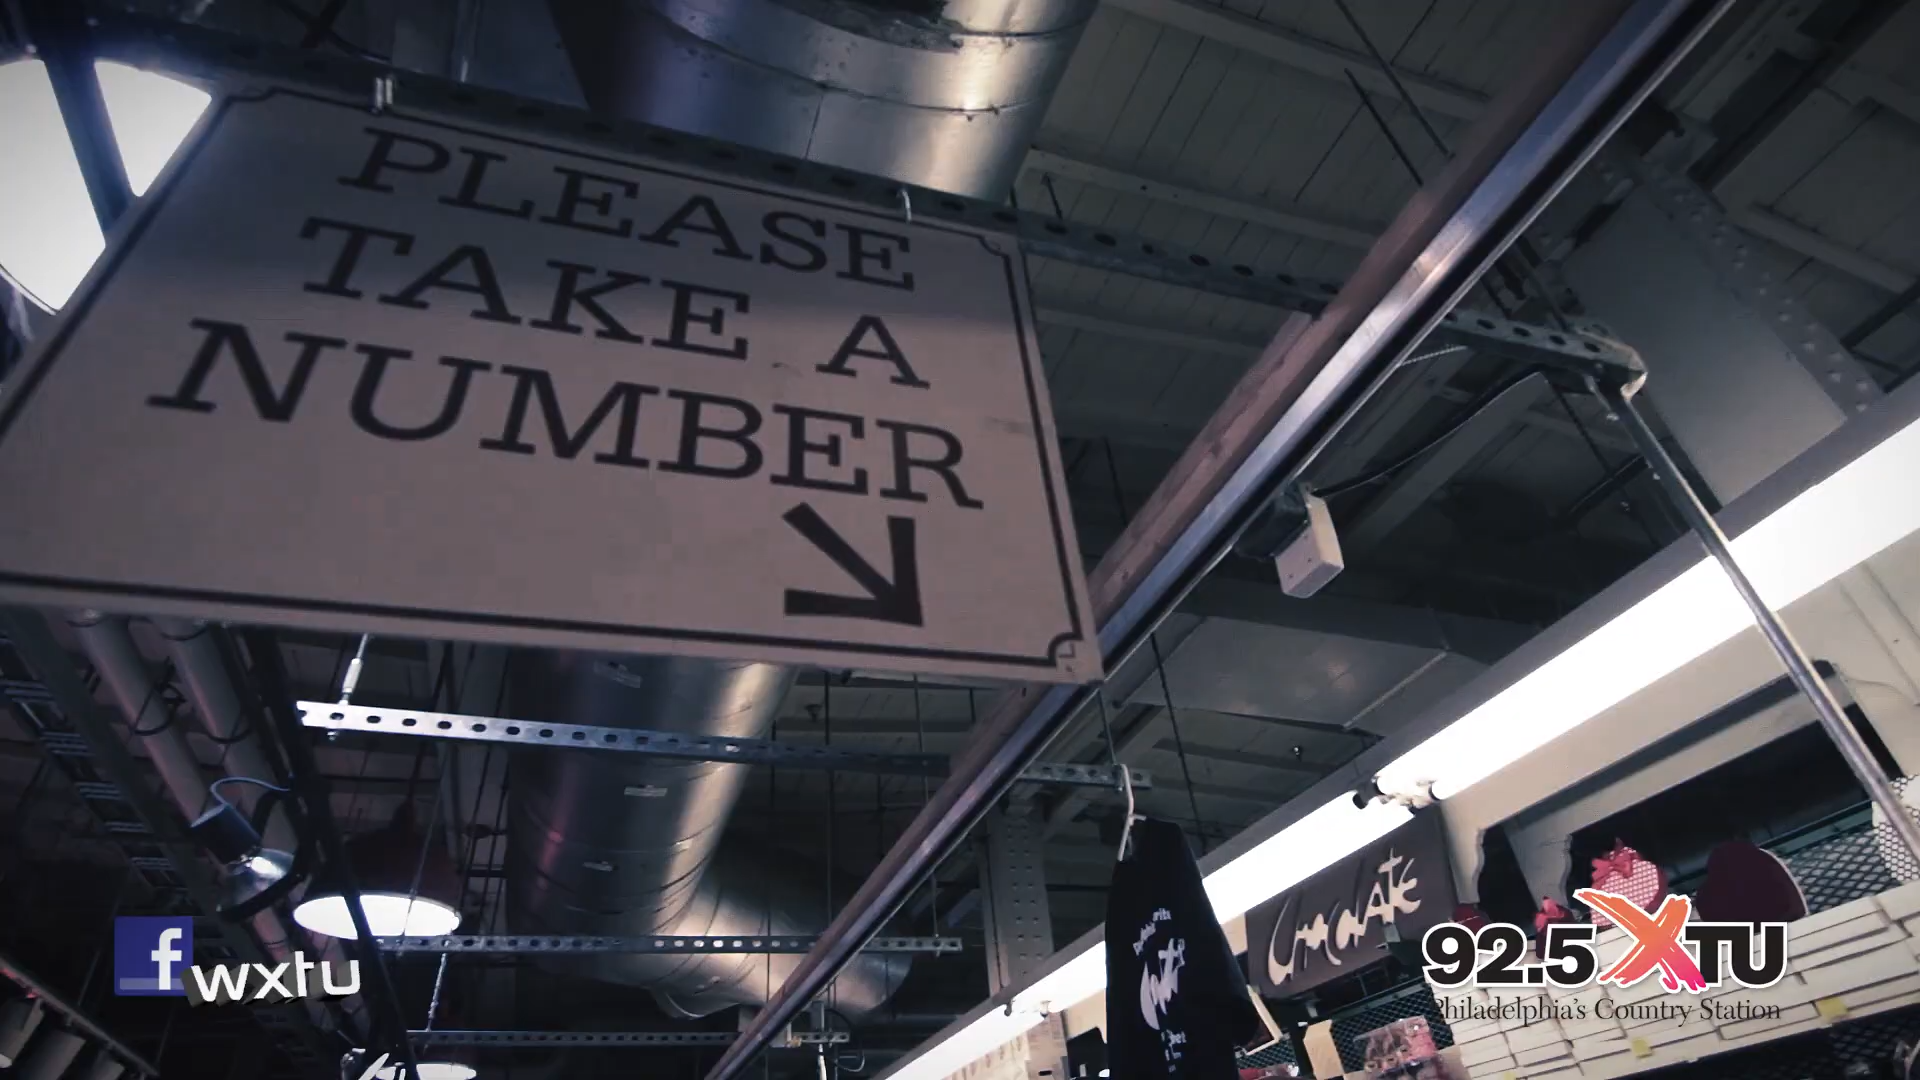 PLEASE
TAKE A
NUMBER
CHOCOLATE
f wxtu
92.5 XTU
Philadelphia's Country Station